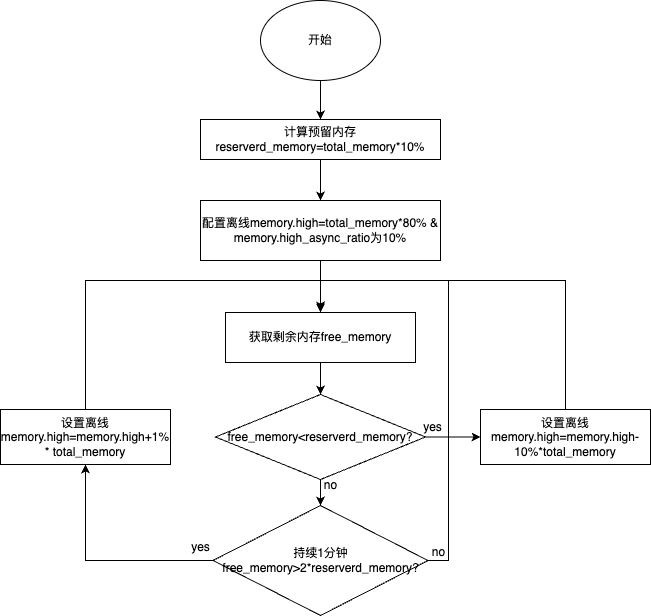 开始
计算预留内存
reserverd_memory=total_memory*10%
配置离线memory.high=total_memory*80% &
memory.high_async_ratio为10%
获取剩余内存free_memory
free_memory<reserverd_memory?
yes
设置离线
memory.high=memory.high-
10%*total_memory
设置离线
memory.high=memory.high+1%
* total_memory
no
持续1分钟
free_memory>2*reserverd_memory?
yes
no